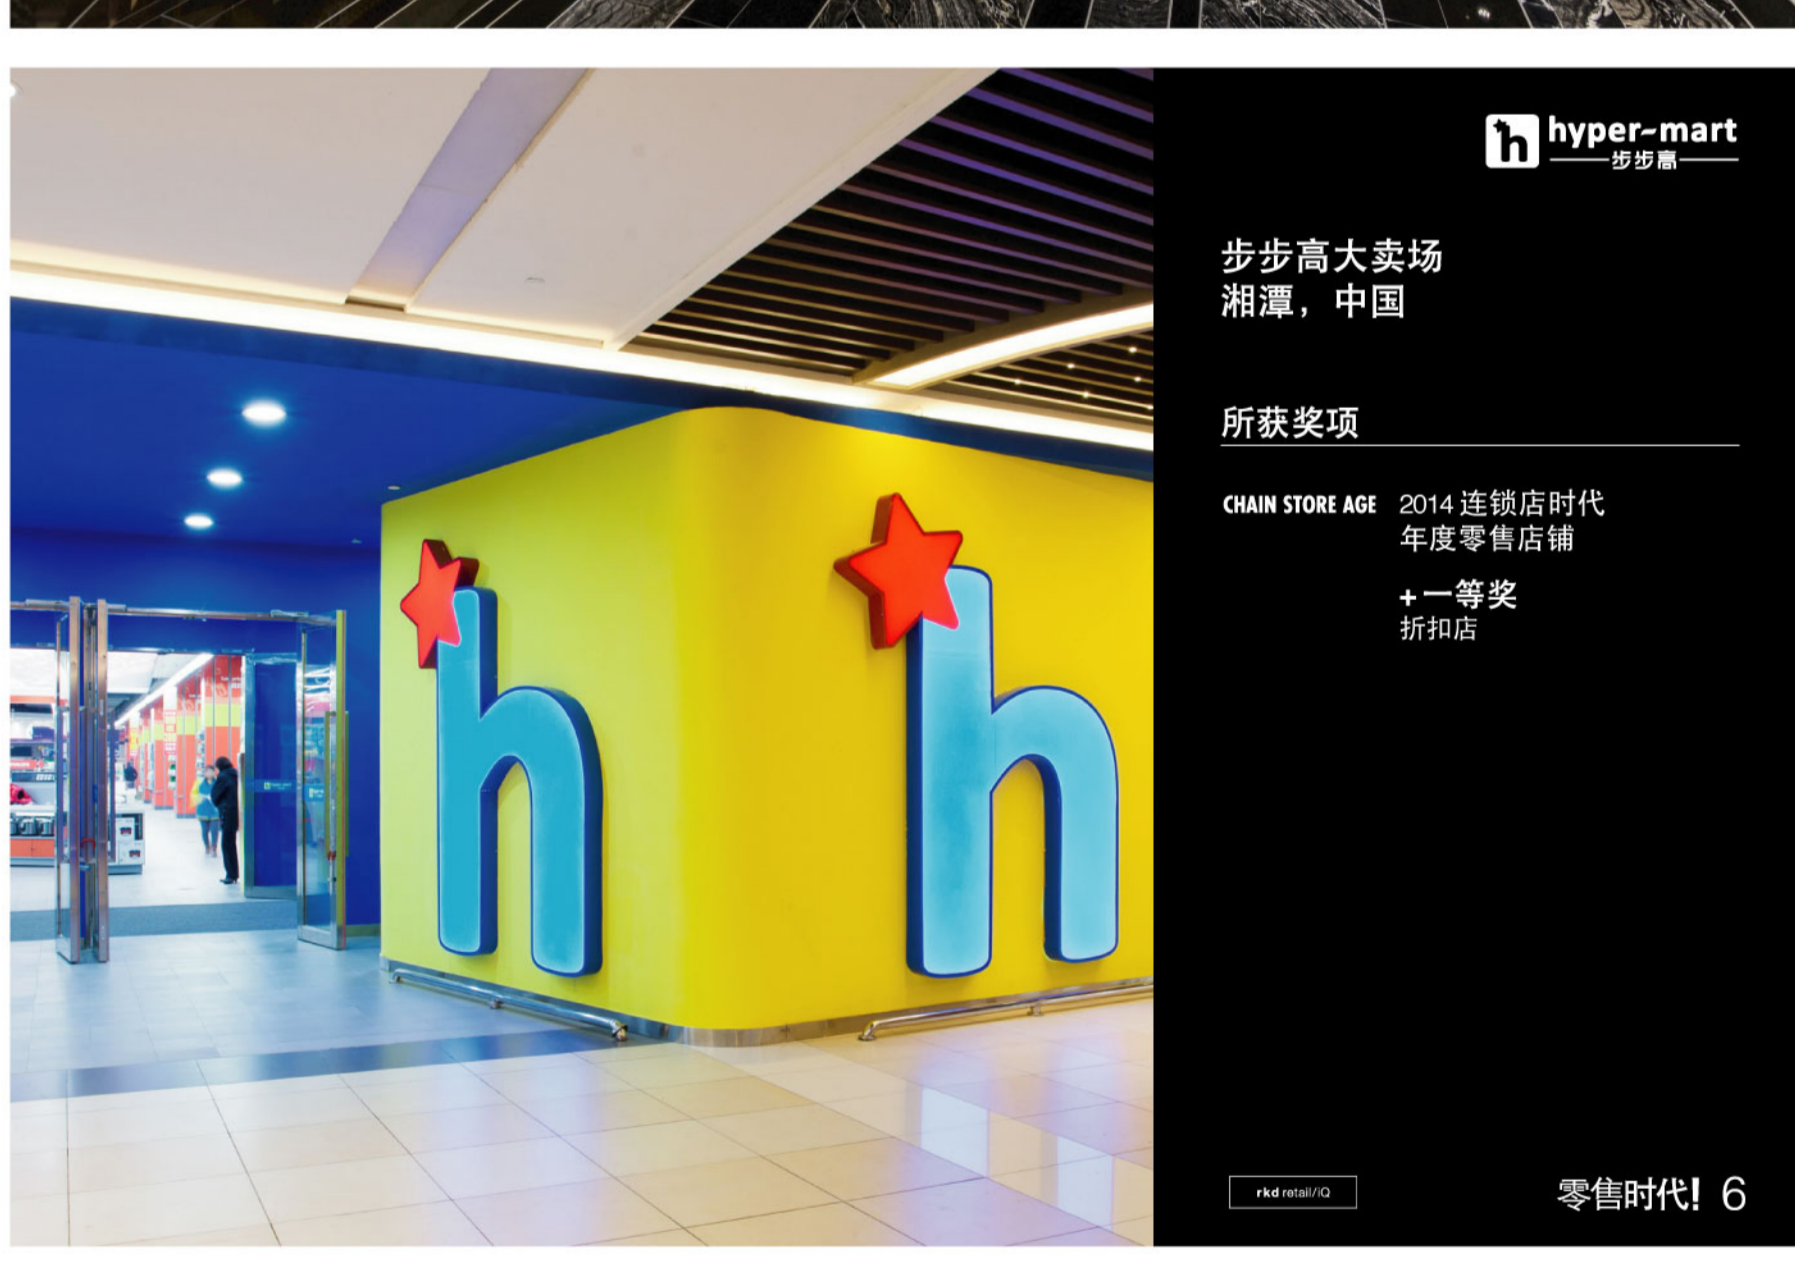 hyper-mart
步步高
步步高大卖场
湘潭，中国
所获奖项
CHAIN STORE AGE 2014 连锁店时代
年度零售店铺
+一等奖
折扣店
h h
rkd retail/iQ
零售时代! 6